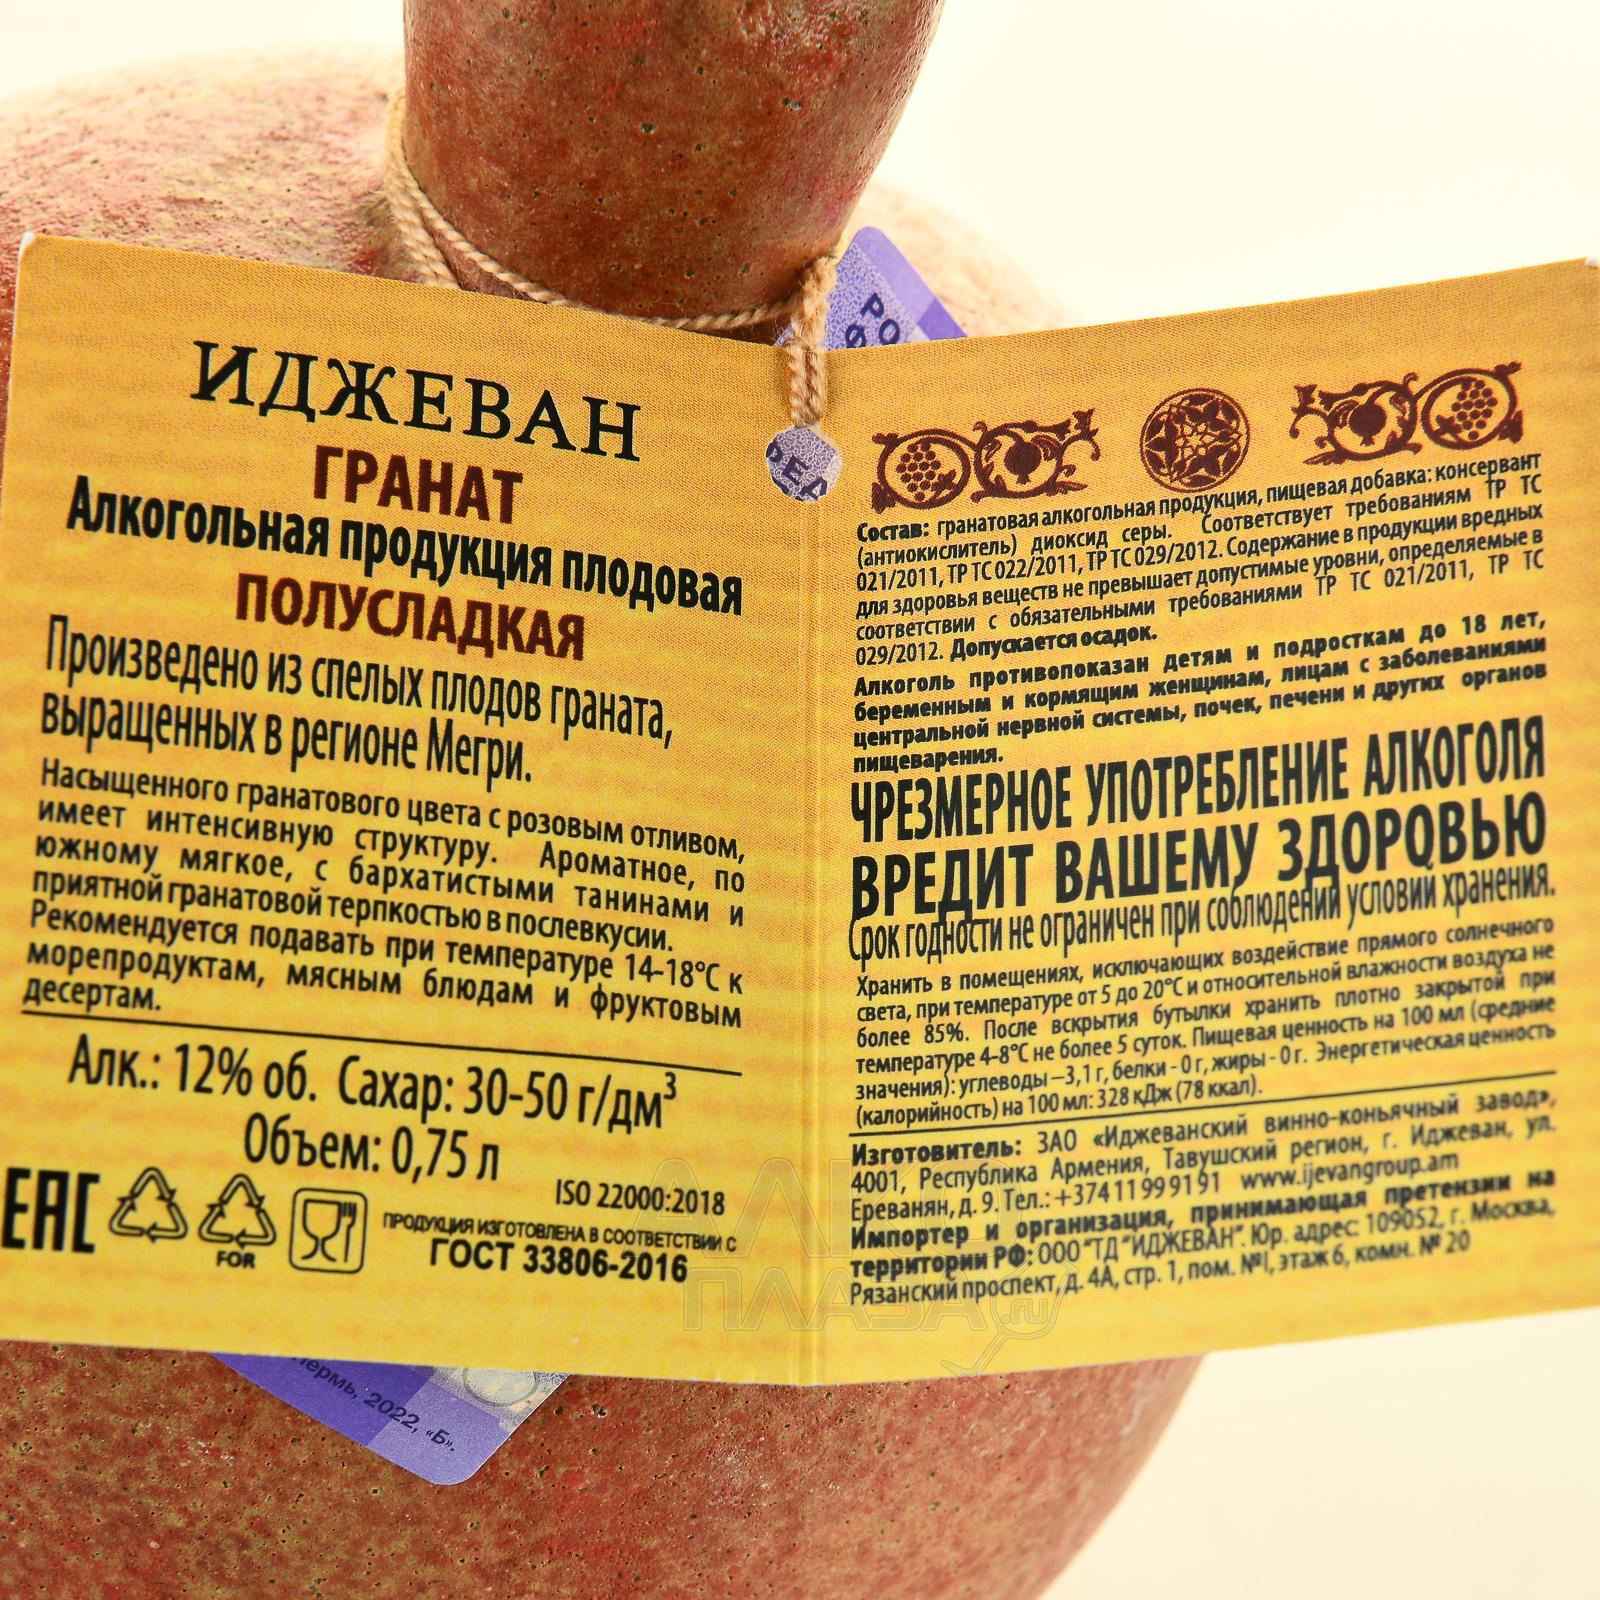 ИДЖЕВАН
ГРАНАТ
Алкогольная продукция плодовая
ПОЛУСЛАДКАЯ
Произведено из спелых плодов граната,
выращенных в регионе Мегри.
Насыщенного гранатового цвета с розовым отливом,
имеет интенсивную структуру. Ароматное, по
южному мягкое, с бархатистыми танинами и
приятной гранатовой терпкостью в послевкусии.
Рекомендуется подавать при температуре 14-18°С к
морепродуктам, мясным блюдам и фруктовым
десертам.
Алк.: 12% об. Сахар: 30-50 г/дм³
Объем: 0,75 л
ISO 22000:2018
EAC
FOR
ПРОДУКЦИЯ ИЗГОТОВЛЕНА В СООТВЕТСТВИИ С
ГОСТ 33806-2016
Состав: гранатовая алкогольная продукция, пищевая добавка: консервант
(антиокислитель) диоксид серы. Соответствует требованиям ТР ТС
021/2011, ТР ТС 022/2011, ТР ТС 029/2012. Содержание в продукции вредных
для здоровья веществ не превышает допустимые уровни, определяемые в
соответствии с обязательными требованиями ТР ТС 021/2011, ТР ТС
029/2012. Допускается осадок.
Алкоголь противопоказан детям и подросткам до 18 лет,
беременным и кормящим женщинам, лицам с заболеваниями
центральной нервной системы, почек, печени и других органов
пищеварения.
ЧРЕЗМЕРНОЕ УПОТРЕБЛЕНИЕ АЛКОГОЛЯ
ВРЕДИТ ВАШЕМУ ЗДОРОВЬЮ
Срок годности не ограничен при соблюдении условий хранения.
Хранить в помещениях, исключающих воздействие прямого солнечного
света, при температуре от 5 до 20°С и относительной влажности воздуха не
более 85%. После вскрытия бутылки хранить плотно закрытой при
температуре 4-8°С не более 5 суток. Пищевая ценность на 100 мл (средние
значения): углеводы – 3,1 г, белки - 0 г, жиры - 0 г. Энергетическая ценность
(калорийность) на 100 мл: 328 кДж (78 ккал).
Изготовитель: ЗАО «Иджеванский винно-коньячный завод»,
4001, Республика Армения, Тавушский регион, г. Иджеван, ул.
Ереванян, д. 9. Тел.: +374 11 99 91 91 www.ijevangroup.am
Импортер и организация, принимающая претензии на
территории РФ: ООО "ТД "ИДЖЕВАН". Юр. адрес: 109052, г. Москва,
Рязанский проспект, д. 4А, стр. 1, пом. №I, этаж 6, комн. № 20
АЛКО
ПЛАЗА.ru
Пермь, 2022, «Б».